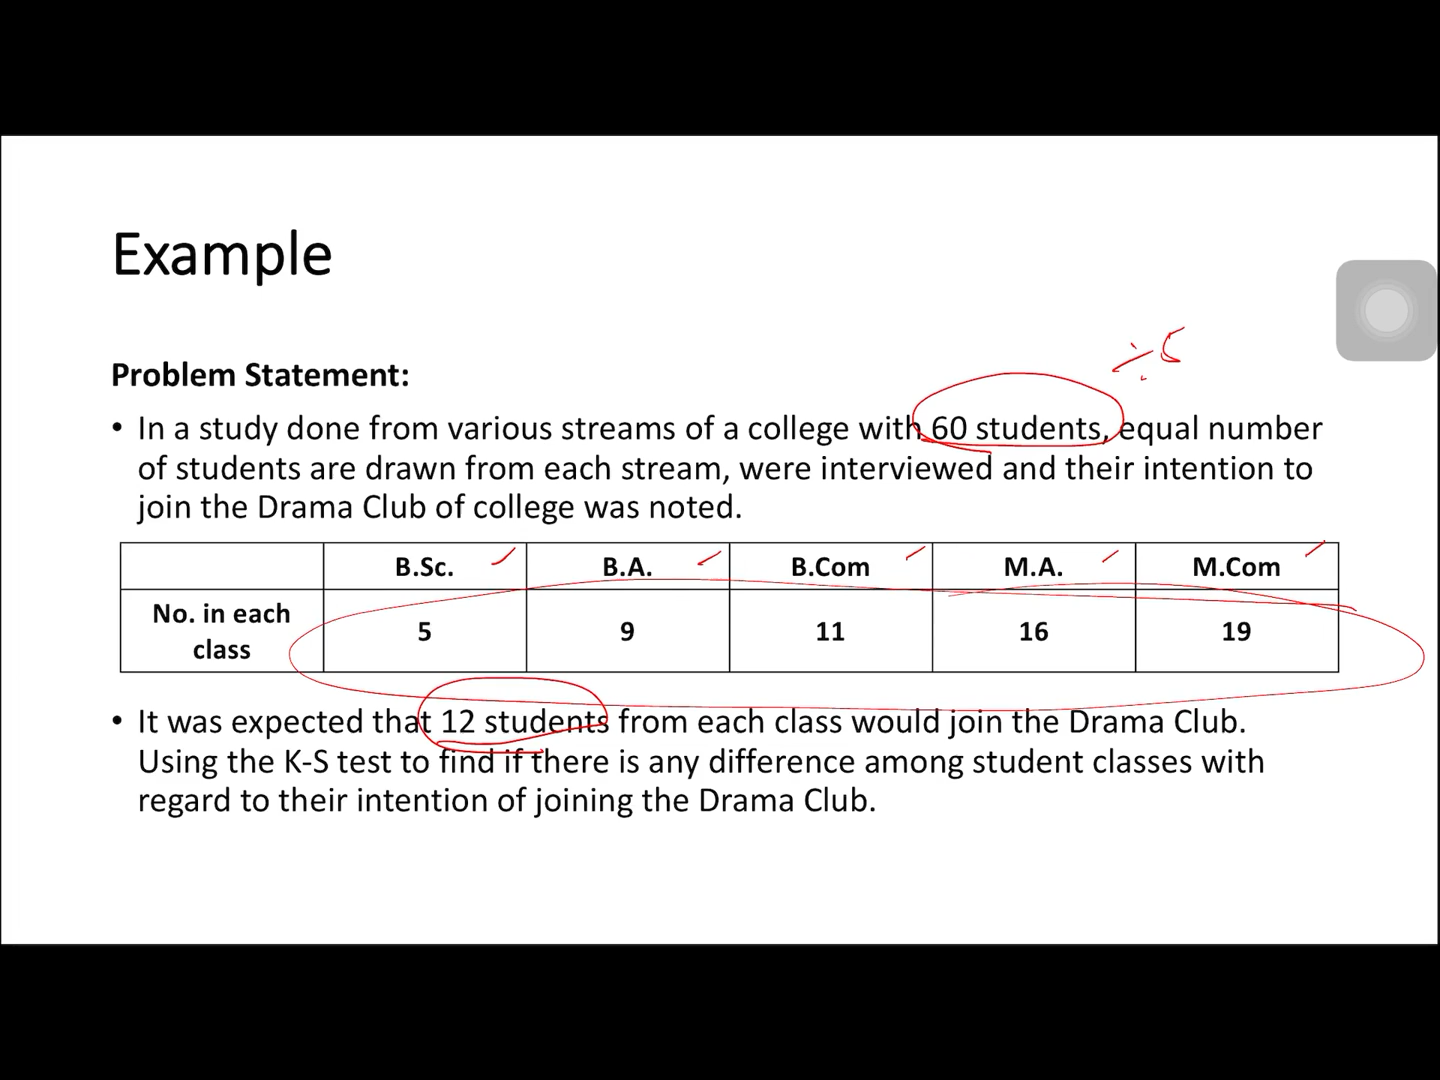 Example
÷5
Problem Statement:
• In a study done from various streams of a college with 60 students, equal number
of students are drawn from each stream, were interviewed and their intention to
join the Drama Club of college was noted.
B.Sc. B.A. B.Com M.A. M.Com
No. in each class 5 9 11 16 19
• It was expected that 12 students from each class would join the Drama Club.
Using the K-S test to find if there is any difference among student classes with
regard to their intention of joining the Drama Club.